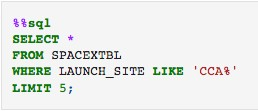 %%sql
SELECT *
FROM SPACEXTBL
WHERE LAUNCH_SITE LIKE 'CCA%'
LIMIT 5;